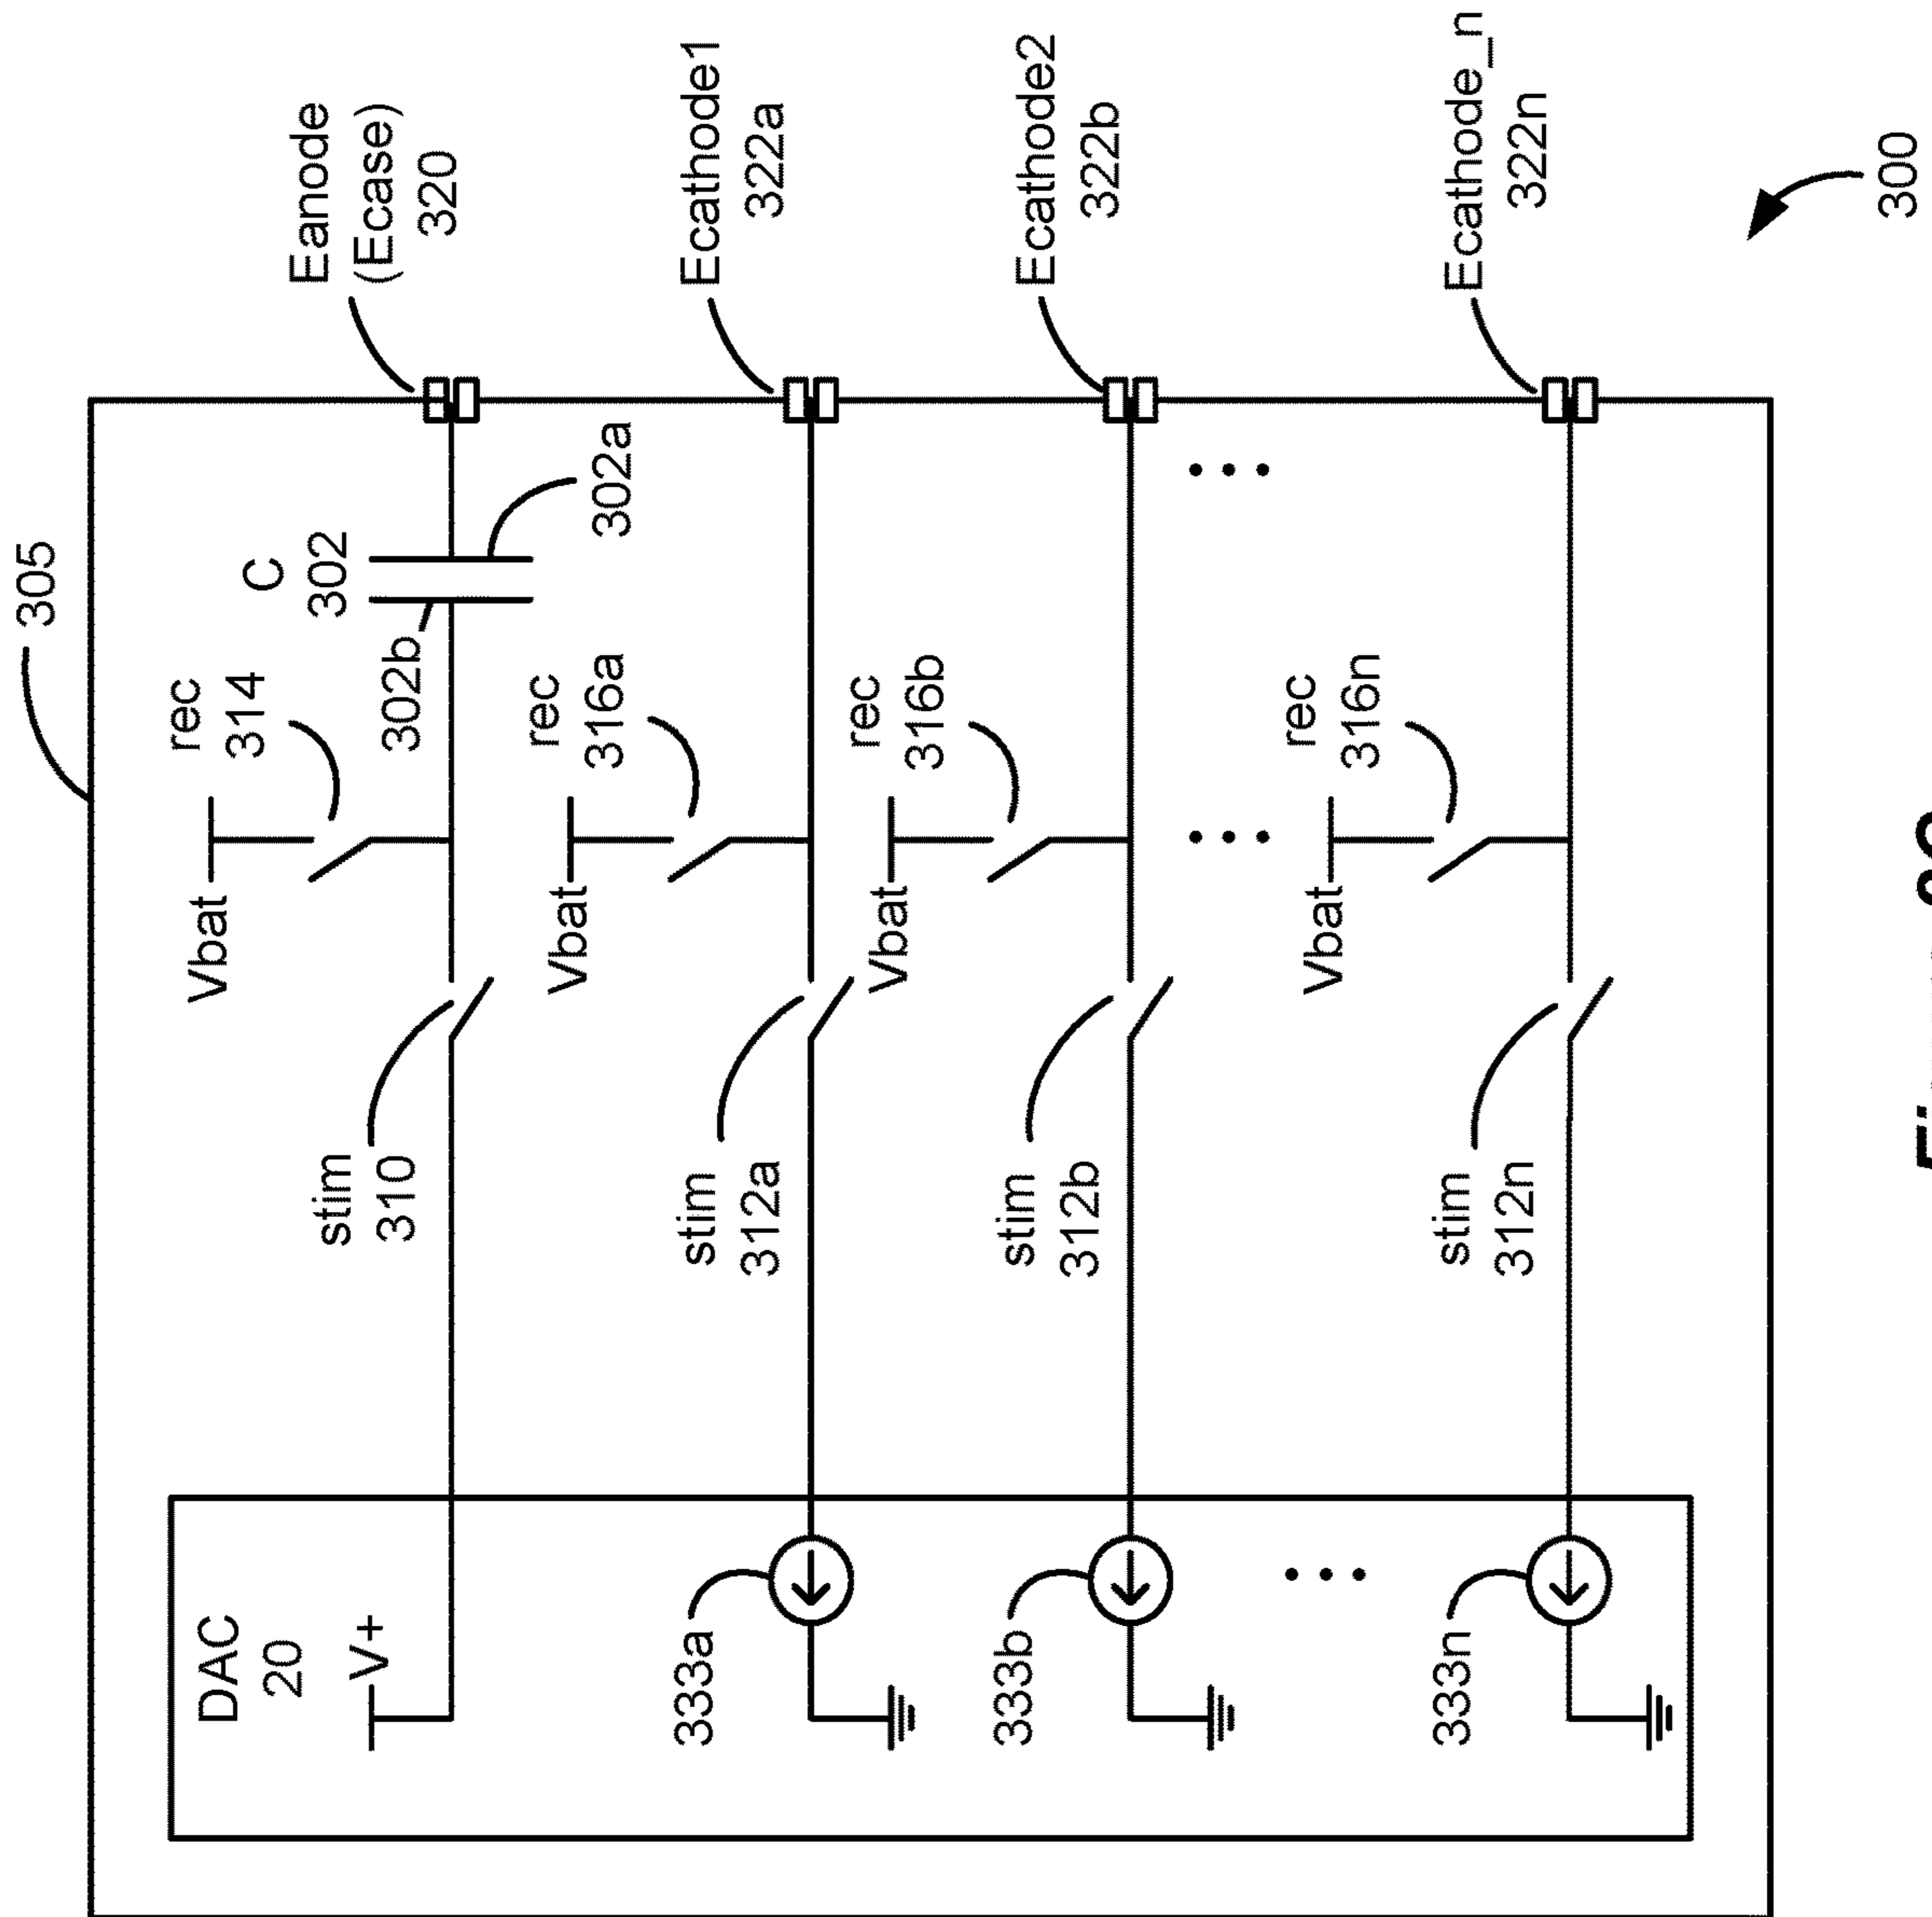 305
DAC
20
V+
Vbat
rec
314
C
302
302b
302a
stim
310
Eanode
(Ecase)
320
Vbat
rec
316a
333a
stim
312a
Ecathode1
322a
Vbat
rec
316b
333b
stim
312b
Ecathode2
322b
Vbat
rec
316n
333n
stim
312n
Ecathode_n
322n
300